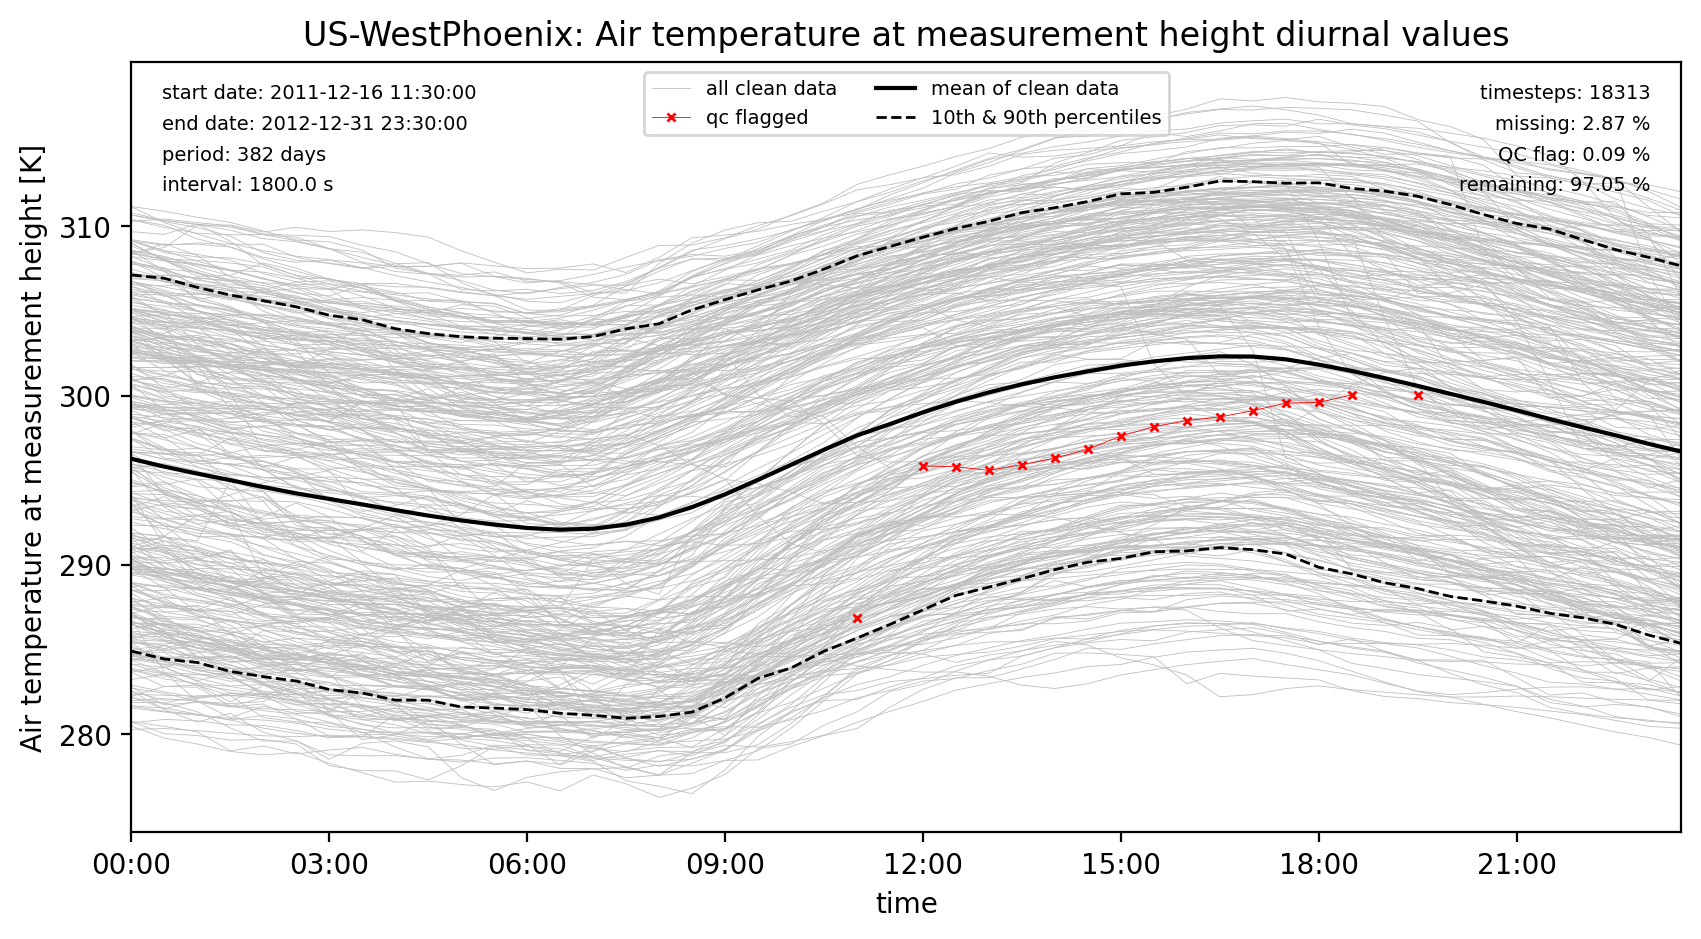 US-WestPhoenix: Air temperature at measurement height diurnal values
start date: 2011-12-16 11:30:00
end date: 2012-12-31 23:30:00
period: 382 days
interval: 1800.0 s
all clean data
qc flagged
mean of clean data
10th & 90th percentiles
timesteps: 18313
missing: 2.87 %
QC flag: 0.09 %
remaining: 97.05 %
Air temperature at measurement height [K]
310
300
290
280
00:00 03:00 06:00 09:00 12:00 15:00 18:00 21:00
time